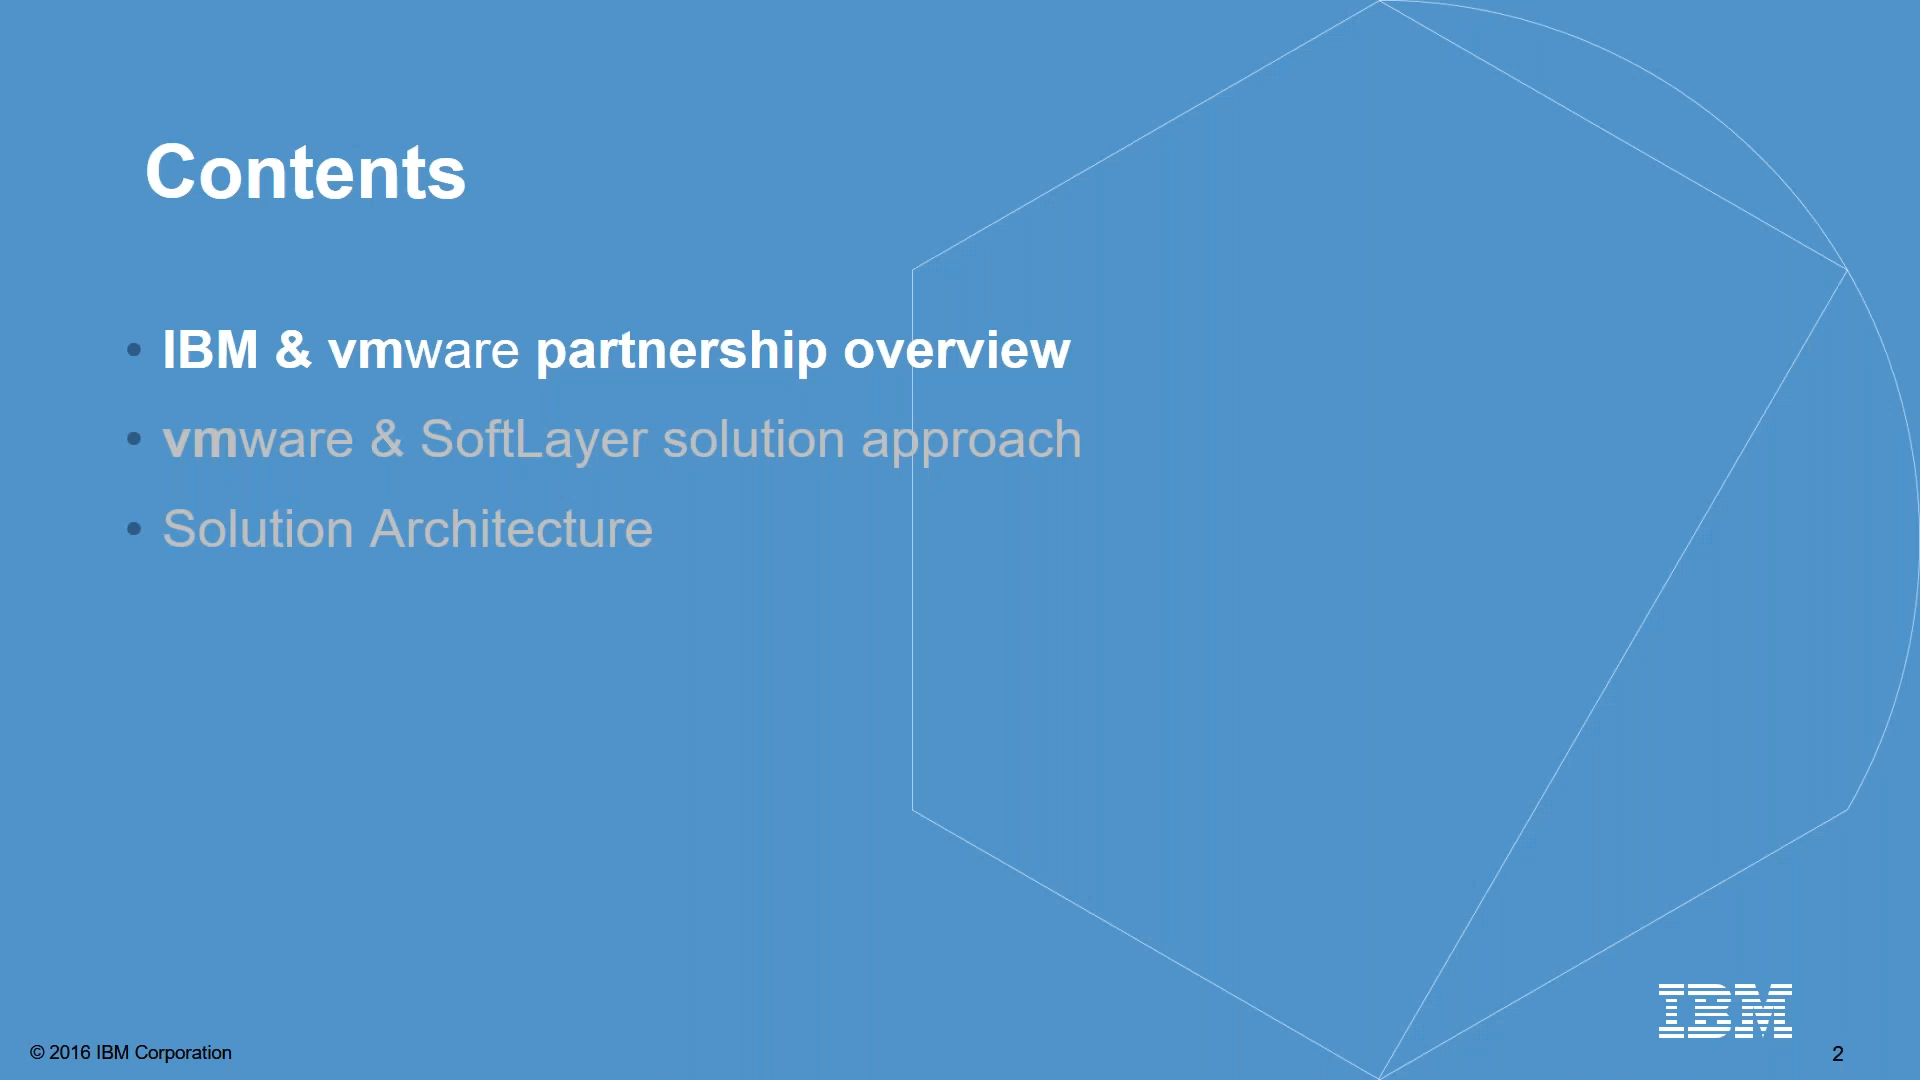 Contents
• IBM & vmware partnership overview
• vmware & SoftLayer solution approach
• Solution Architecture
IBM
© 2016 IBM Corporation
2